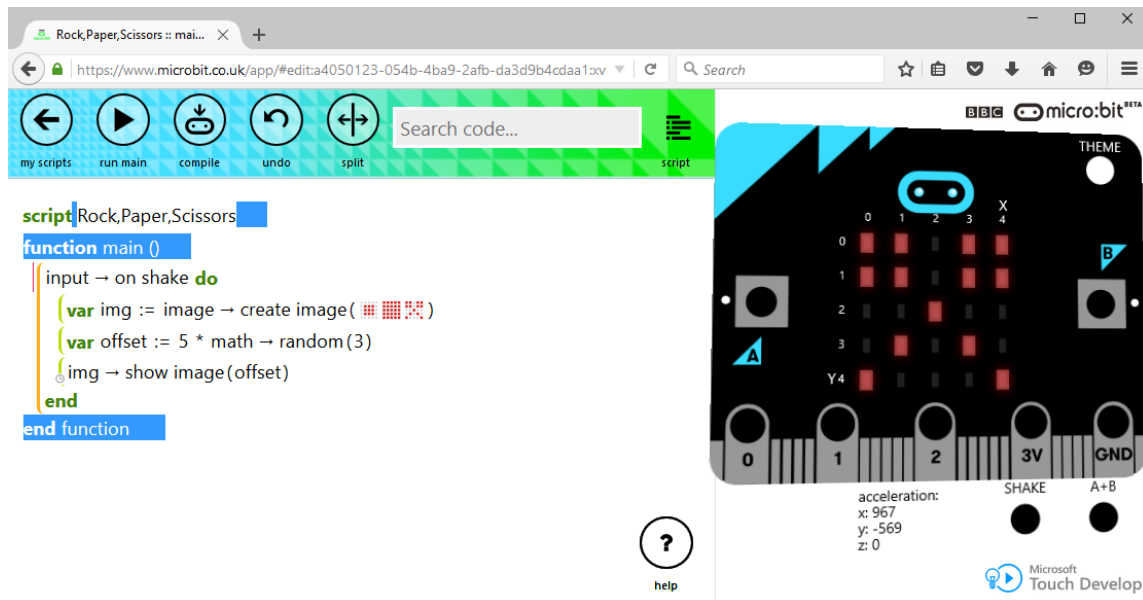 Rock,Paper,Scissors :: mai...
https://www.microbit.co.uk/app/#edit:a4050123-054b-4ba9-2afb-da3d9b4cdaa1:xv
Search
my scripts
run main
compile
undo
split
Search code...
script
script Rock,Paper,Scissors
function main ()
input → on shake do
var img := image → create image( )
var offset := 5 * math → random(3)
img → show image(offset)
end
end function
?
help
BBC micro:bit BETA
THEME
X
0 1 2 3 4
0
1
2
3
Y 4
A
B
0 1 2 3V GND
acceleration:
x: 967
y: -569
z: 0
SHAKE
A+B
Microsoft
Touch Develop